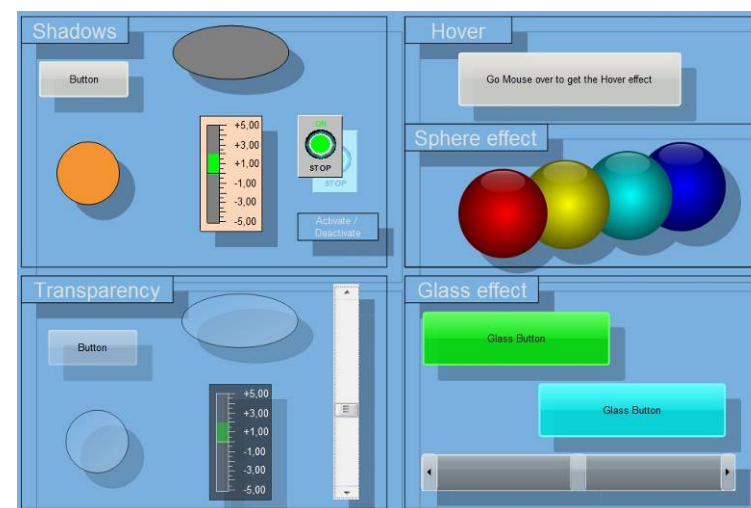 Shadows
Button
+5,00
+3,00
+1,00
-1,00
-3,00
-5,00
ON
STOP
STOP
Activate /
Deactivate
Hover
Go Mouse over to get the Hover effect
Sphere effect
Transparency
Button
+5,00
+3,00
+1,00
-1,00
-3,00
-5,00
Glass effect
Glass Button
Glass Button